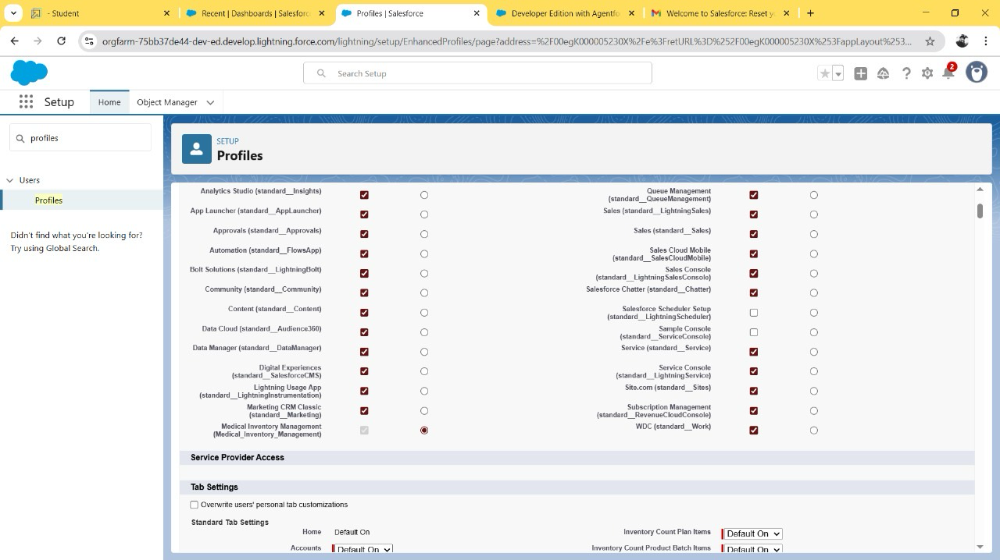 - Student
Recent | Dashboards | Salesforc
Profiles | Salesforce
Developer Edition with Agentfo
Welcome to Salesforce: Reset y
orgfarm-75bb37de44-dev-ed.develop.lightning.force.com/lightning/setup/EnhancedProfiles/page?address=%2F00egK000005230X%2Fe%3FretURL%3D%252F00egK000005230X%253FappLayout%253...
Search Setup
2
Setup
Home
Object Manager
profiles
Users
Profiles
Didn't find what you're looking for?
Try using Global Search.
SETUP
Profiles
Analytics Studio (standard__Insights)
Queue Management
(standard__QueueManagement)
App Launcher (standard__AppLauncher)
Sales (standard__LightningSales)
Approvals (standard__Approvals)
Sales (standard__Sales)
Automation (standard__FlowsApp)
Sales Cloud Mobile
(standard__SalesCloudMobile)
Bolt Solutions (standard__LightningBolt)
Sales Console
(standard__LightningSalesConsole)
Community (standard__Community)
Salesforce Chatter (standard__Chatter)
Content (standard__Content)
Salesforce Scheduler Setup
(standard__LightningScheduler)
Data Cloud (standard__Audience360)
Sample Console
(standard__ServiceConsole)
Data Manager (standard__DataManager)
Service (standard__Service)
Digital Experiences
(standard__SalesforceCMS)
Service Console
(standard__LightningService)
Lightning Usage App
(standard__LightningInstrumentation)
Site.com (standard__Sites)
Marketing CRM Classic
(standard__Marketing)
Subscription Management
(standard__RevenueCloudConsole)
Medical Inventory Management
(Medical_Inventory_Management)
WDC (standard__Work)
Service Provider Access
Tab Settings
Overwrite users' personal tab customizations
Standard Tab Settings
Home Default On
Inventory Count Plan Items Default On
Accounts Default On
Inventory Count Product Batch Items Default On